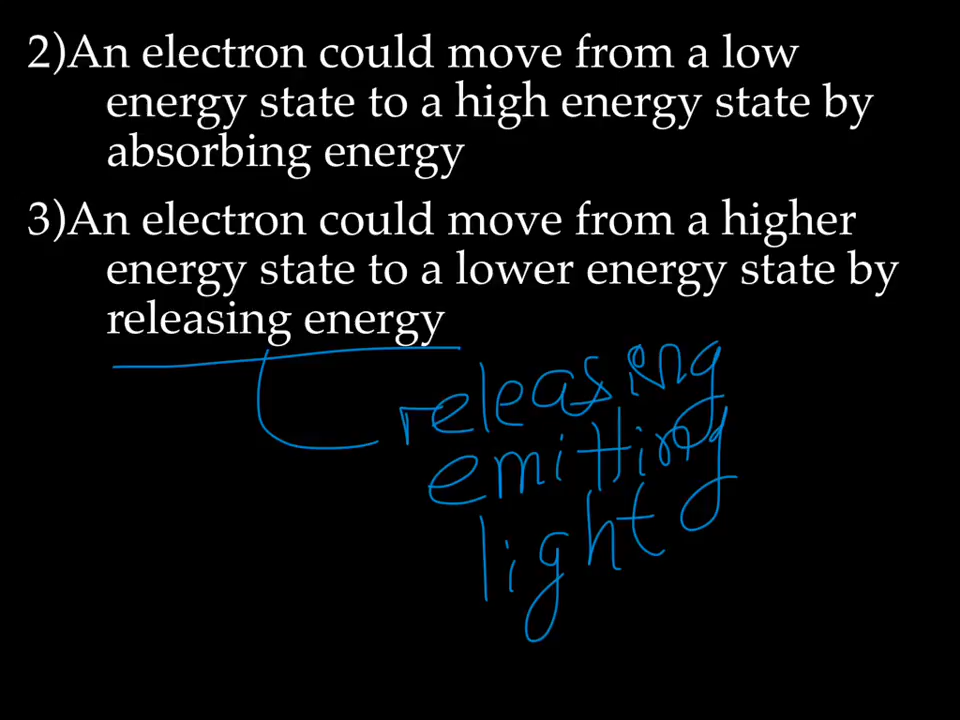 2)An electron could move from a low
energy state to a high energy state by
absorbing energy
3)An electron could move from a higher
energy state to a lower energy state by
releasing energy
releasing
emitting
light